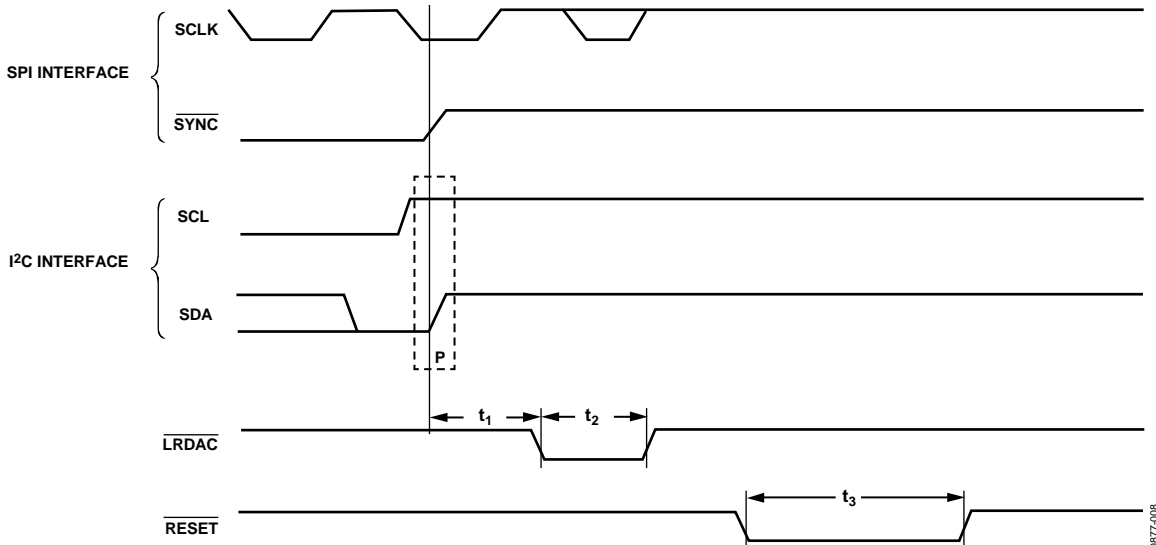 SCLK
SPI INTERFACE
SYNC
SCL
I2C INTERFACE
SDA
P
t1
t2
LRDAC
t3
RESET